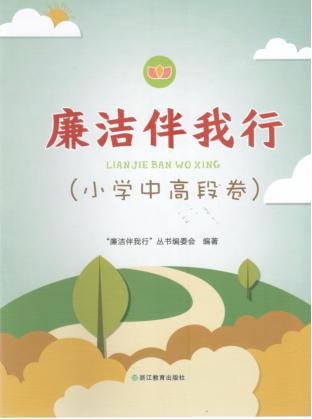 廉洁伴我行
LIANJIE BAN WO XING
(小学中高段卷)
“廉洁伴我行”丛书编委会 编著
浙江教育出版社